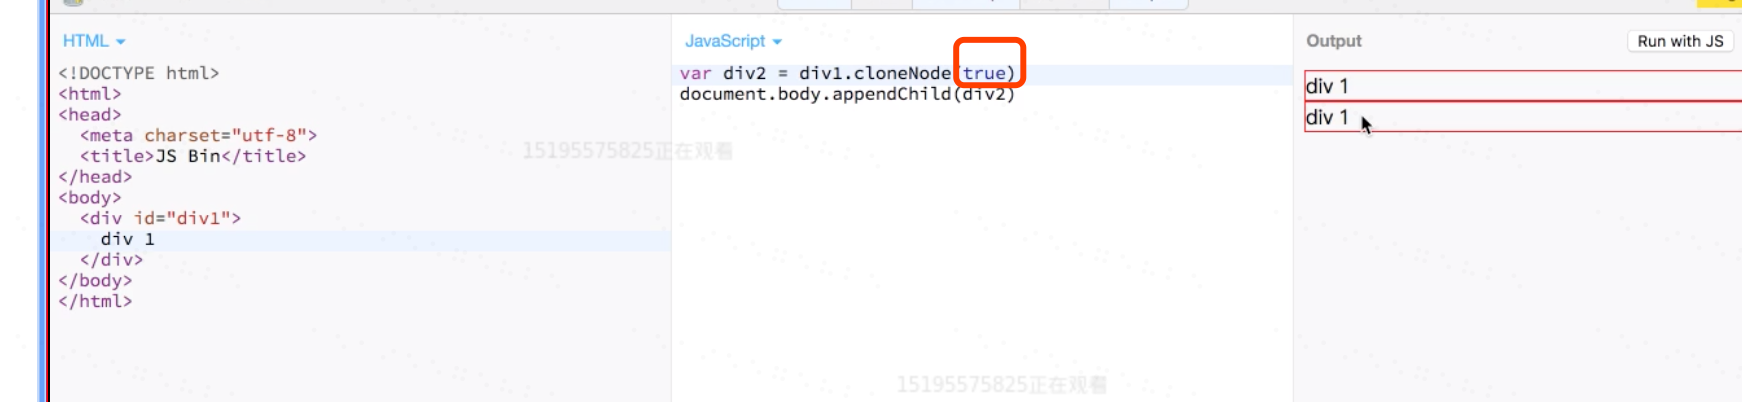 HTML
<!DOCTYPE html>
<html>
<head>
  <meta charset="utf-8">
  <title>JS Bin</title>
</head>
<body>
  <div id="div1">
    div 1
  </div>
</body>
</html>
JavaScript
var div2 = div1.cloneNode(true)
document.body.appendChild(div2)
Output
Run with JS
div 1
div 1
15195575825正在观看
15195575825正在观看